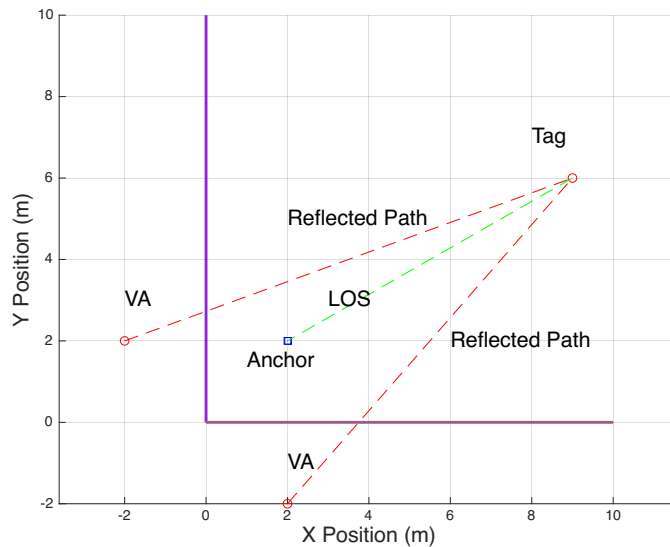 10
8
6
4
2
0
-2
Y Position (m)
Tag
Reflected Path
VA
LOS
Reflected Path
Anchor
VA
-2
0
2
4
6
8
10
X Position (m)